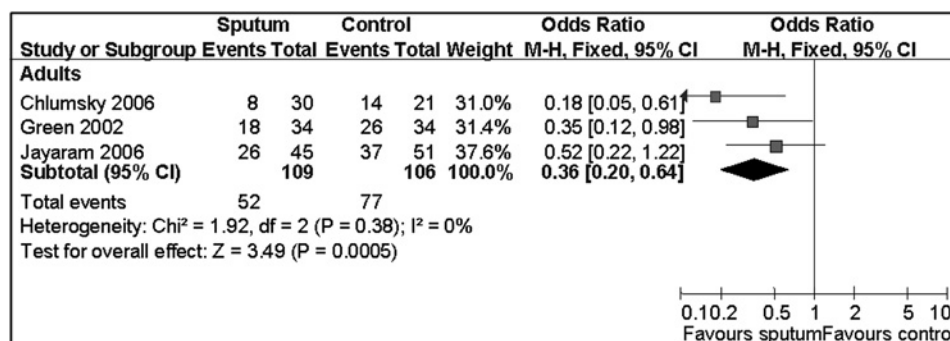 Sputum Control Odds Ratio Odds Ratio
Study or Subgroup Events Total Events Total Weight M-H, Fixed, 95% CI M-H, Fixed, 95% CI
Adults
Chlumsky 2006 8 30 14 21 31.0% 0.18 [0.05, 0.61]
Green 2002 18 34 26 34 31.4% 0.35 [0.12, 0.98]
Jayaram 2006 26 45 37 51 37.6% 0.52 [0.22, 1.22]
Subtotal (95% CI) 109 106 100.0% 0.36 [0.20, 0.64]
Total events 52 77
Heterogeneity: Chi² = 1.92, df = 2 (P = 0.38); I² = 0%
Test for overall effect: Z = 3.49 (P = 0.0005)
0.1 0.2 0.5 1 2 5 10
Favours sputum Favours contro